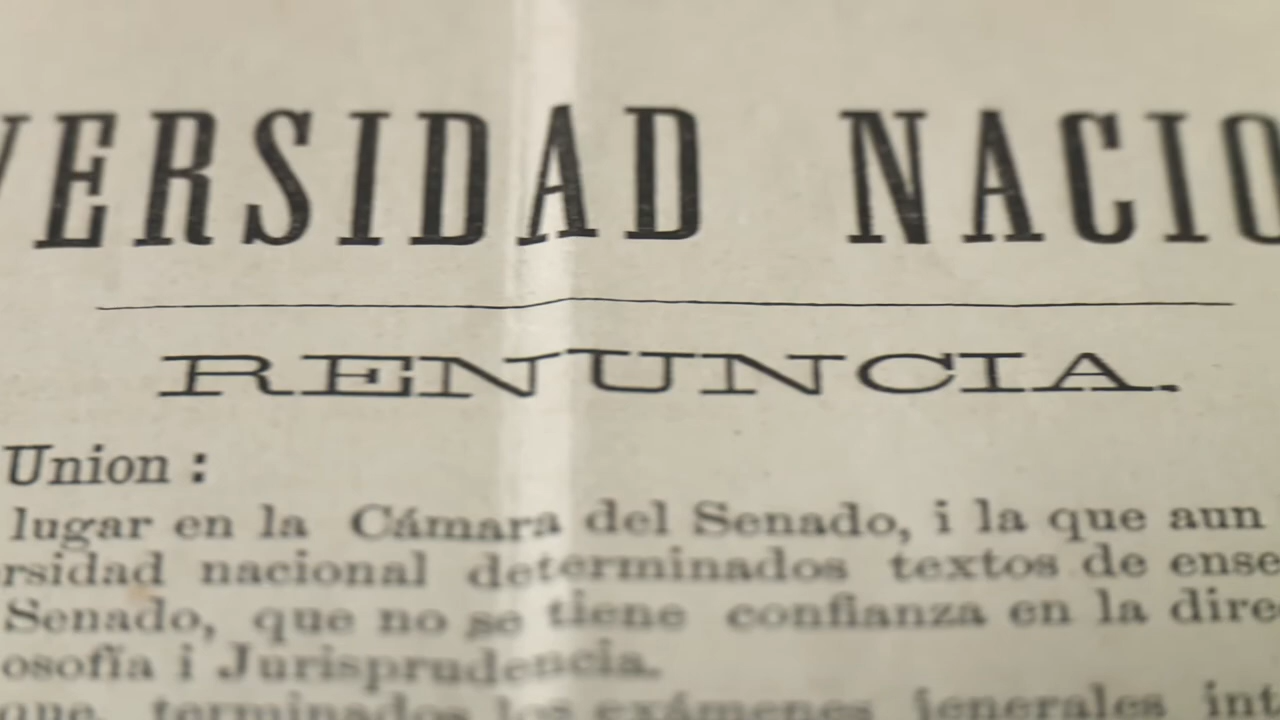 VERSIDAD NACIO
RENUNCIA.
Union :
lugar en la Cámara del Senado, i la que aun
rsidad nacional determinados textos de ense
Senado, que no se tiene confianza en la dire
osofía i Jurisprudencia.
que, terminados los exámenes jenerales int